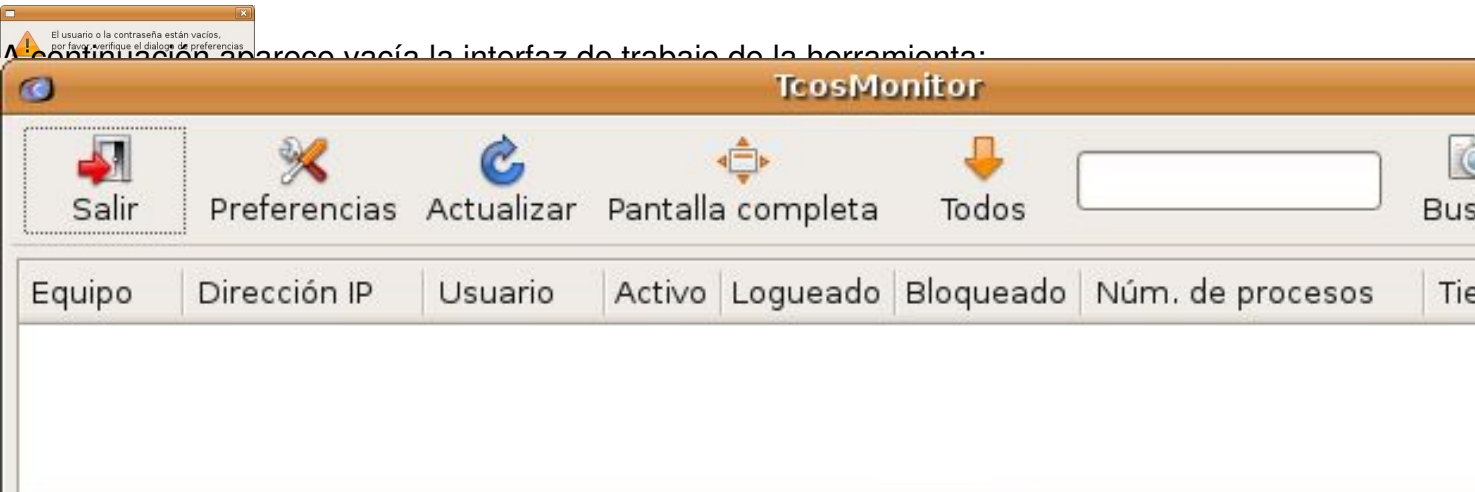 El usuario o la contraseña están vacíos,
por favor, verifique el dialogo de preferencias
A continuación aparece vacía la interfaz de trabajo de la herramienta:
TcosMonitor
Salir Preferencias Actualizar Pantalla completa Todos Bus
Equipo Dirección IP Usuario Activo Logueado Bloqueado Núm. de procesos Tie